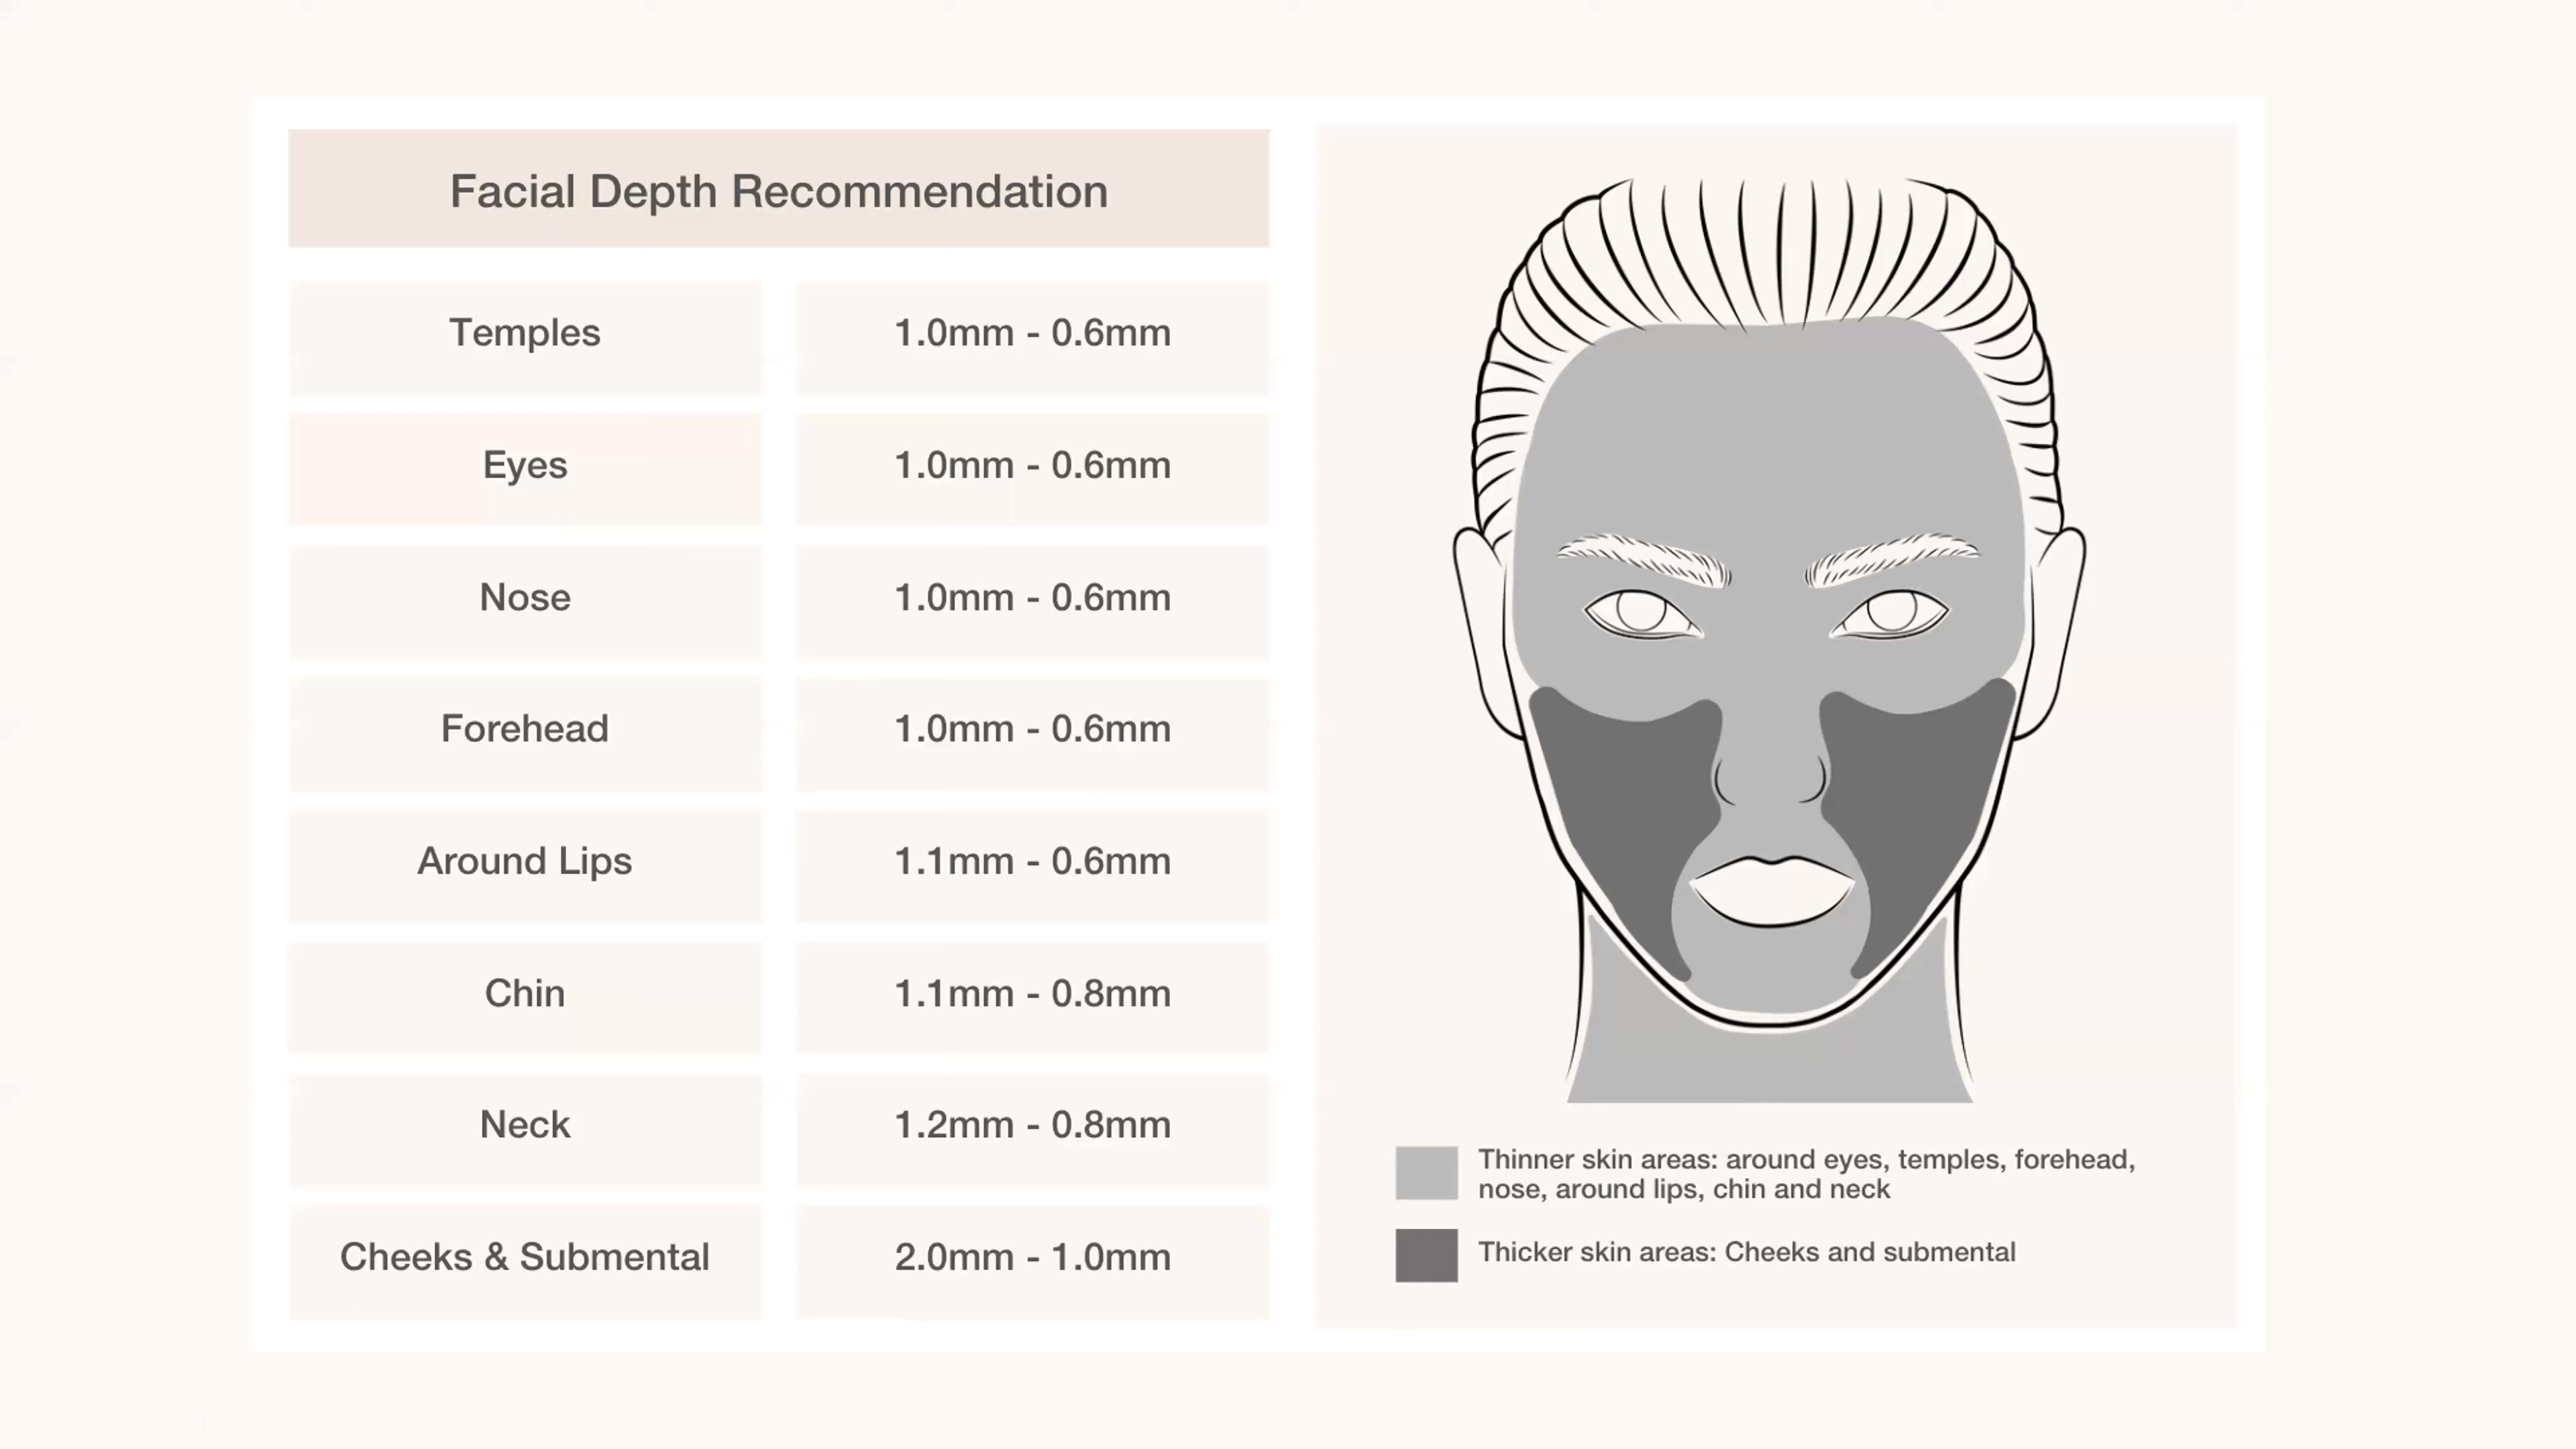 Facial Depth Recommendation
Temples 1.0mm - 0.6mm
Eyes 1.0mm - 0.6mm
Nose 1.0mm - 0.6mm
Forehead 1.0mm - 0.6mm
Around Lips 1.1mm - 0.6mm
Chin 1.1mm - 0.8mm
Neck 1.2mm - 0.8mm
Cheeks & Submental 2.0mm - 1.0mm
Thinner skin areas: around eyes, temples, forehead,
nose, around lips, chin and neck
Thicker skin areas: Cheeks and submental